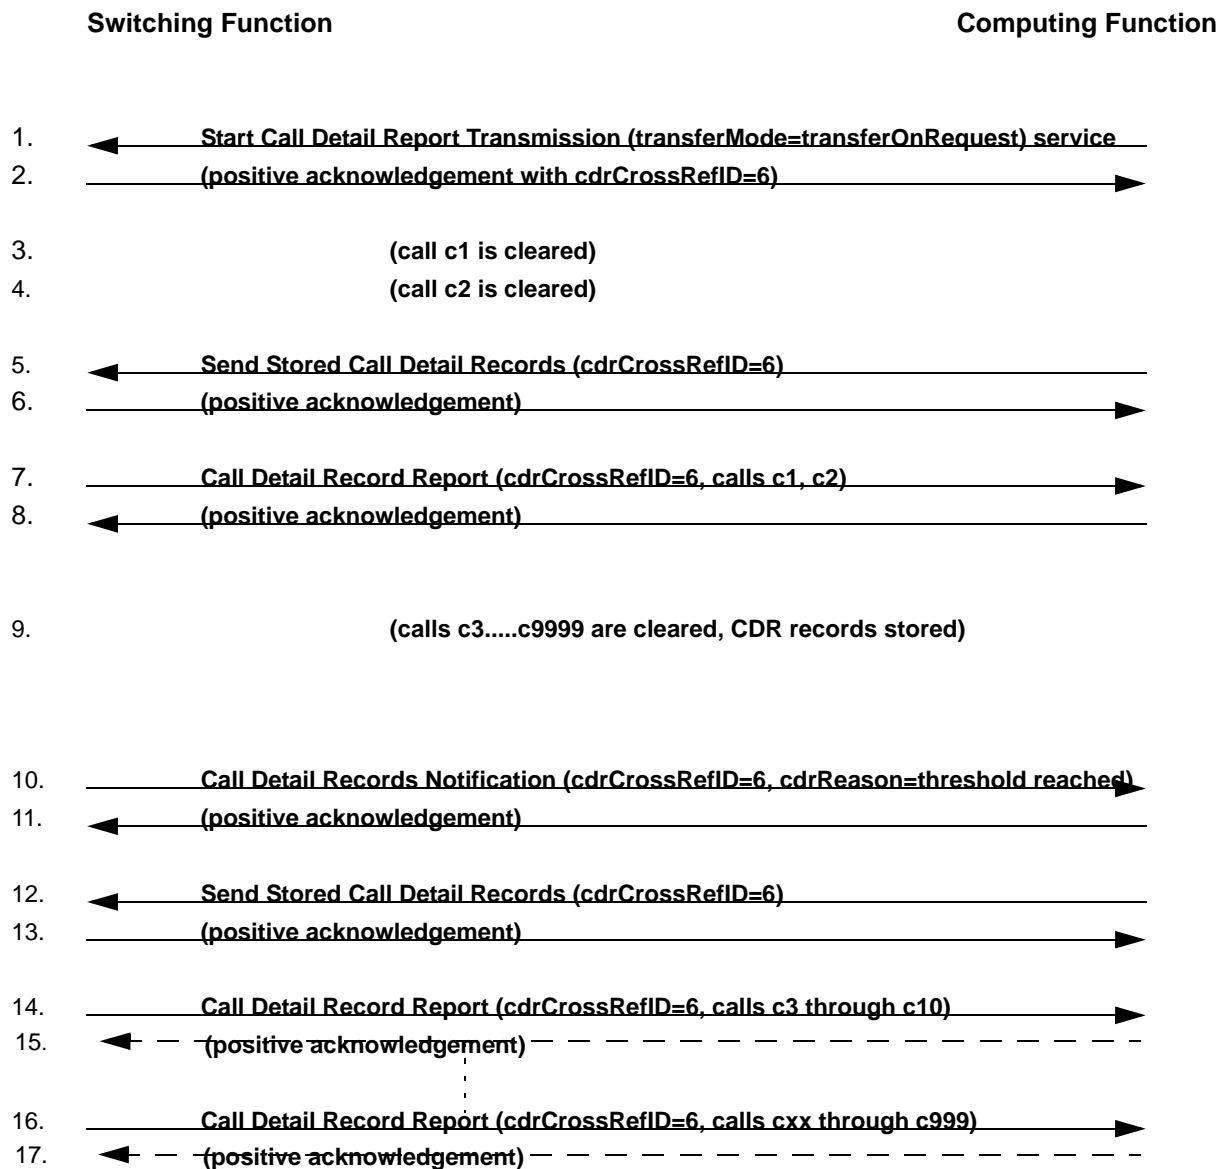 Switching Function Computing Function
1. Start Call Detail Report Transmission (transferMode=transferOnRequest) service
2. (positive acknowledgement with cdrCrossRefID=6)
3. (call c1 is cleared)
4. (call c2 is cleared)
5. Send Stored Call Detail Records (cdrCrossRefID=6)
6. (positive acknowledgement)
7. Call Detail Record Report (cdrCrossRefID=6, calls c1, c2)
8. (positive acknowledgement)
9. (calls c3.....c9999 are cleared, CDR records stored)
10. Call Detail Records Notification (cdrCrossRefID=6, cdrReason=threshold reached)
11. (positive acknowledgement)
12. Send Stored Call Detail Records (cdrCrossRefID=6)
13. (positive acknowledgement)
14. Call Detail Record Report (cdrCrossRefID=6, calls c3 through c10)
15. (positive acknowledgement)
16. Call Detail Record Report (cdrCrossRefID=6, calls cxx through c999)
17. (positive acknowledgement)